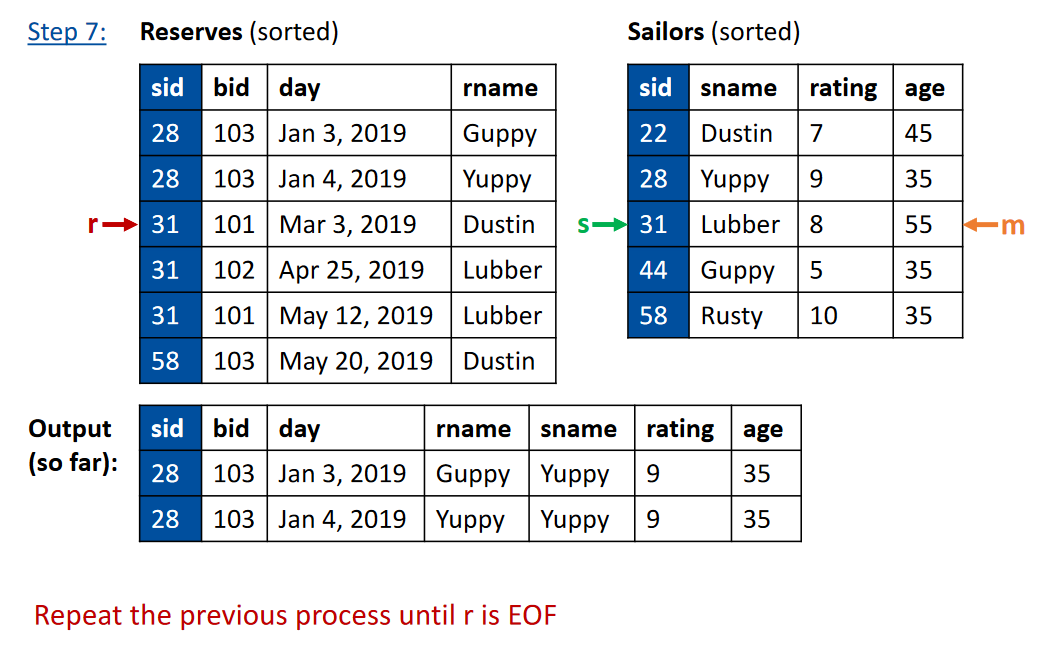 Step 7: Reserves (sorted) Sailors (sorted)
sid bid day rname
28 103 Jan 3, 2019 Guppy
28 103 Jan 4, 2019 Yuppy
r 31 101 Mar 3, 2019 Dustin
31 102 Apr 25, 2019 Lubber
31 101 May 12, 2019 Lubber
58 103 May 20, 2019 Dustin
sid sname rating age
22 Dustin 7 45
28 Yuppy 9 35
s 31 Lubber 8 55 m
44 Guppy 5 35
58 Rusty 10 35
Output
(so far):
sid bid day rname sname rating age
28 103 Jan 3, 2019 Guppy Yuppy 9 35
28 103 Jan 4, 2019 Yuppy Yuppy 9 35
Repeat the previous process until r is EOF